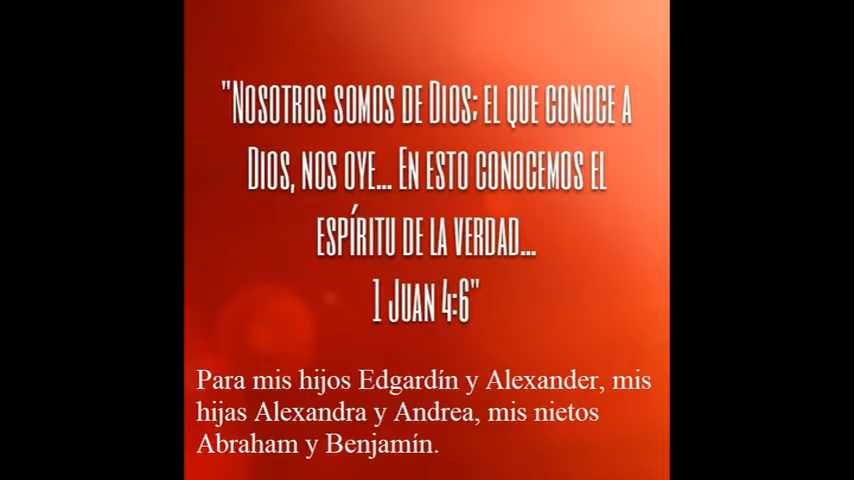 "Nosotros somos de Dios; el que conoce a
Dios, nos oye... En esto conocemos el
espíritu de la verdad...
1 Juan 4:6"
Para mis hijos Edgardín y Alexander, mis
hijas Alexandra y Andrea, mis nietos
Abraham y Benjamín.